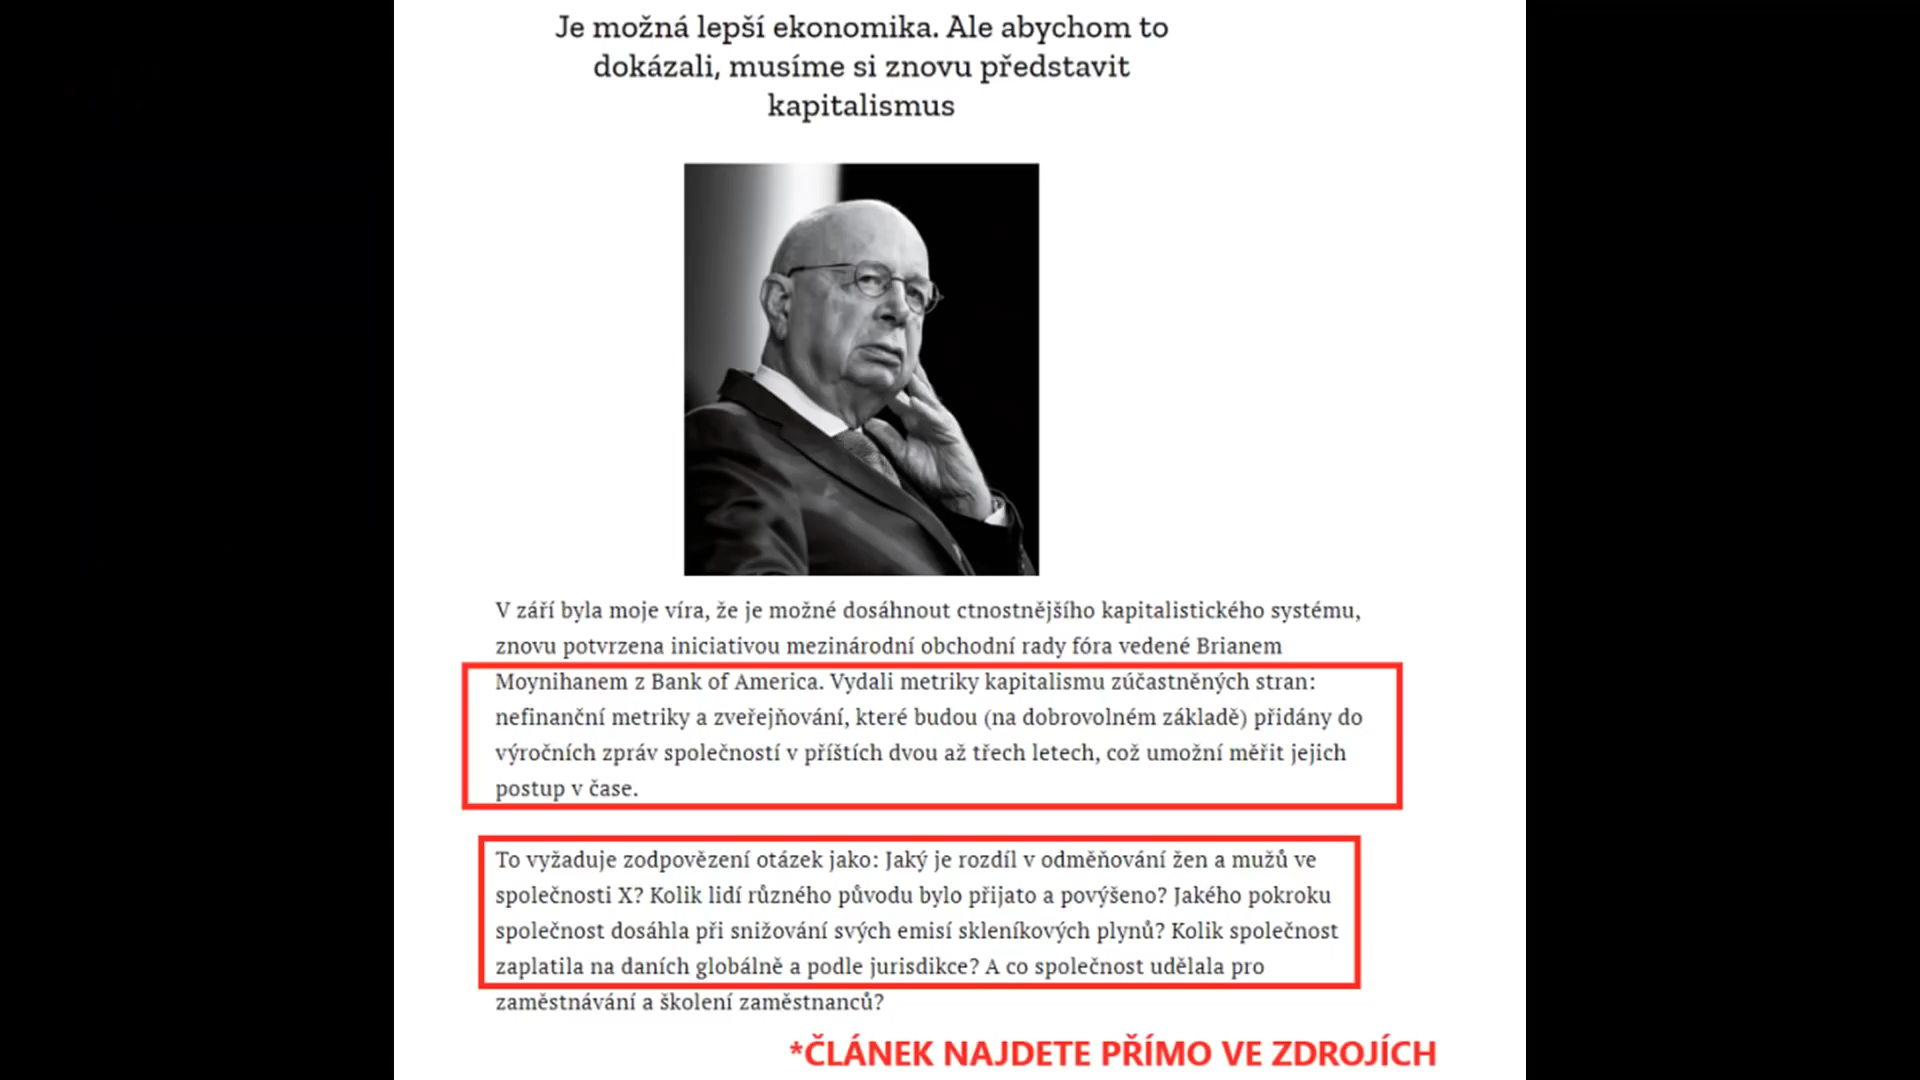 Je možná lepší ekonomika. Ale abychom to
dokázali, musíme si znovu představit
kapitalismus
V září byla moje víra, že je možné dosáhnout ctnostnějšího kapitalistického systému,
znovu potvrzena iniciativou mezinárodní obchodní rady fóra vedené Brianem
Moynihanem z Bank of America. Vydali metriky kapitalismu zúčastněných stran:
nefinanční metriky a zveřejňování, které budou (na dobrovolném základě) přidány do
výročních zpráv společností v příštích dvou až třech letech, což umožní měřit jejich
postup v čase.
To vyžaduje zodpovězení otázek jako: Jaký je rozdíl v odměňování žen a mužů ve
společnosti X? Kolik lidí různého původu bylo přijato a povýšeno? Jakého pokroku
společnost dosáhla při snižování svých emisí skleníkových plynů? Kolik společnost
zaplatila na daních globálně a podle jurisdikce? A co společnost udělala pro
zaměstnávání a školení zaměstnanců?
*ČLÁNEK NAJDETE PŘÍMO VE ZDROJÍCH